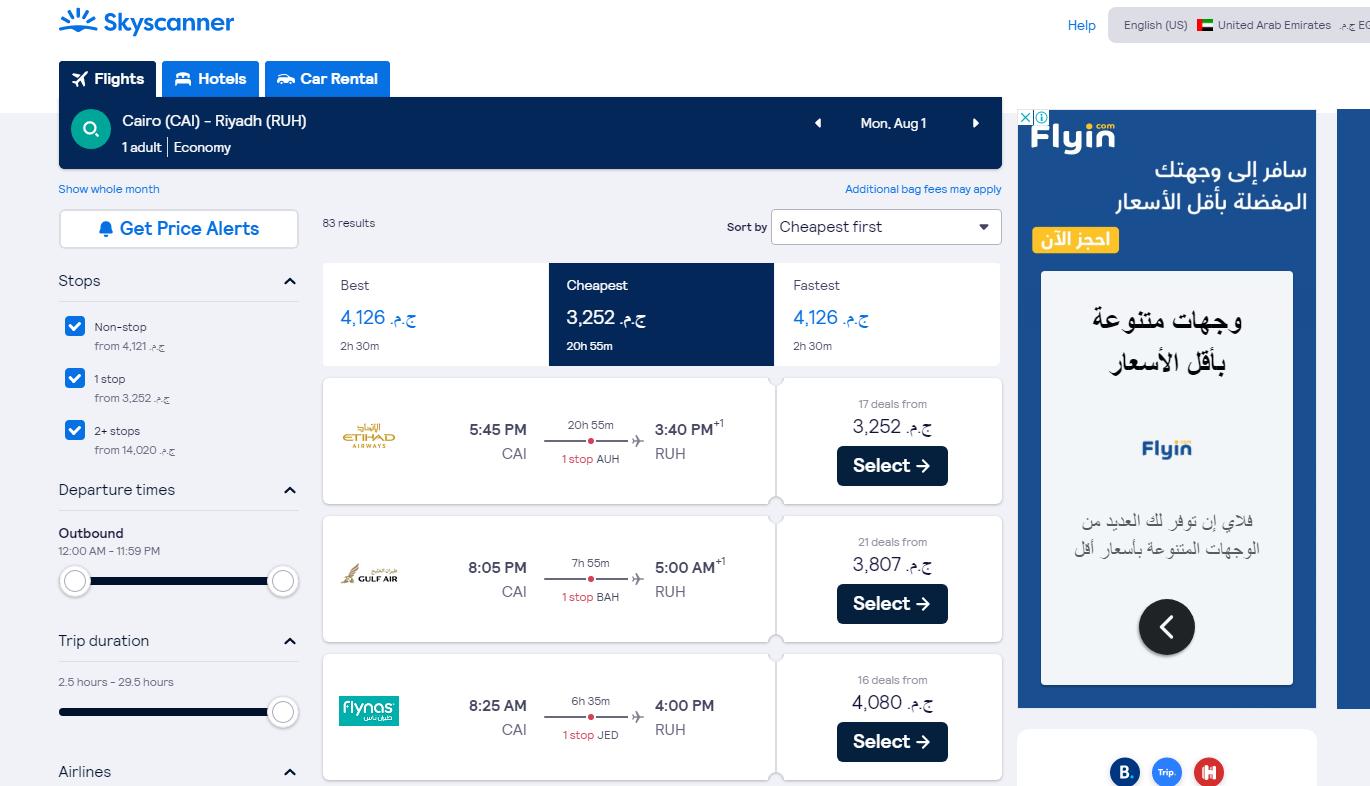 Skyscanner
Help
English (US) United Arab Emirates ج.م. EG
Flights
Hotels
Car Rental
Cairo (CAI) – Riyadh (RUH)
1 adult | Economy
Mon, Aug 1
Show whole month
Additional bag fees may apply
Get Price Alerts
83 results
Sort by
Cheapest first
Stops
Non-stop
from 4,121 ج.م.
1 stop
from 3,252 ج.م.
2+ stops
from 14,020 ج.م.
Departure times
Outbound
12:00 AM – 11:59 PM
Trip duration
2.5 hours – 29.5 hours
Airlines
Best
4,126 ج.م.
2h 30m
Cheapest
3,252 ج.م.
20h 55m
Fastest
4,126 ج.م.
2h 30m
الإتحاد
ETIHAD
AIRWAYS
5:45 PM
CAI
20h 55m
1 stop AUH
3:40 PM+1
RUH
17 deals from
3,252 ج.م.
Select →
طيران الخليج
GULF AIR
8:05 PM
CAI
7h 55m
1 stop BAH
5:00 AM+1
RUH
21 deals from
3,807 ج.م.
Select →
flynas
طيران ناس
8:25 AM
CAI
6h 35m
1 stop JED
4:00 PM
RUH
16 deals from
4,080 ج.م.
Select →
Flyin.com
سافر إلى وجهتك
المفضلة بأقل الأسعار
احجز الآن
وجهات متنوعة
بأقل الأسعار
Flyin.com
فلاي إن توفر لك العديد من
الوجهات المتنوعة بأسعار أقل
B.
Trip.
H